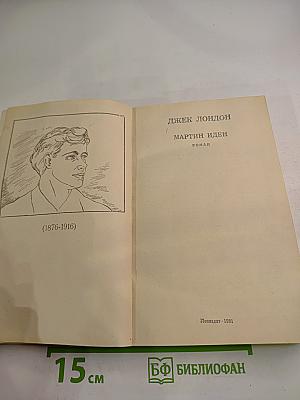 (1876-1916)
ДЖЕК ЛОНДОН
МАРТИН ИДЕН
РОМАН
15 см
БФ БИБЛИОФАН